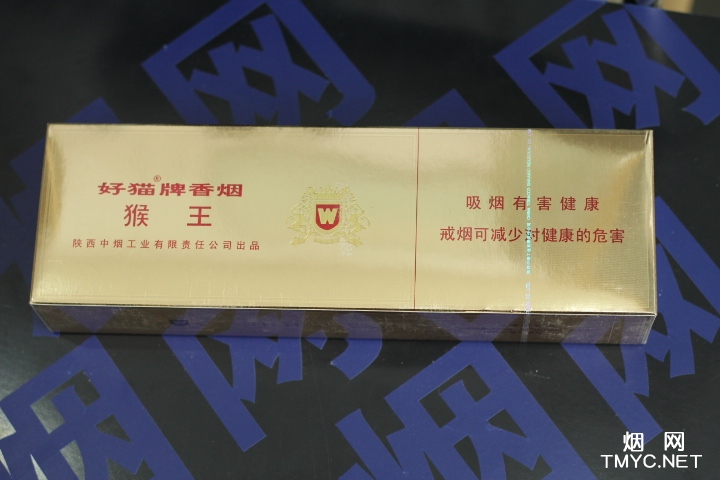 好猫®牌香烟
猴王
陕西中烟工业有限责任公司出品
W
吸烟有害健康
戒烟可减少对健康的危害
烟网
TMYC.NET